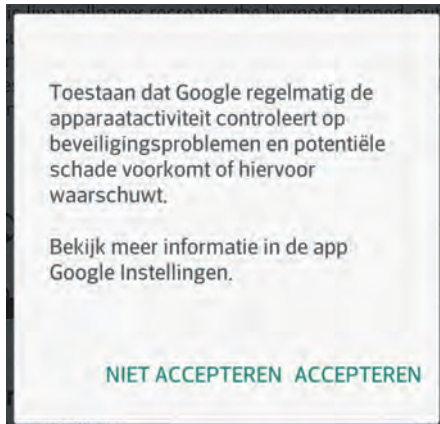 Toestaan dat Google regelmatig de
apparaatactiviteit controleert op
beveiligingsproblemen en potentiële
schade voorkomt of hiervoor
waarschuwt.
Bekijk meer informatie in de app
Google Instellingen.
NIET ACCEPTEREN ACCEPTEREN